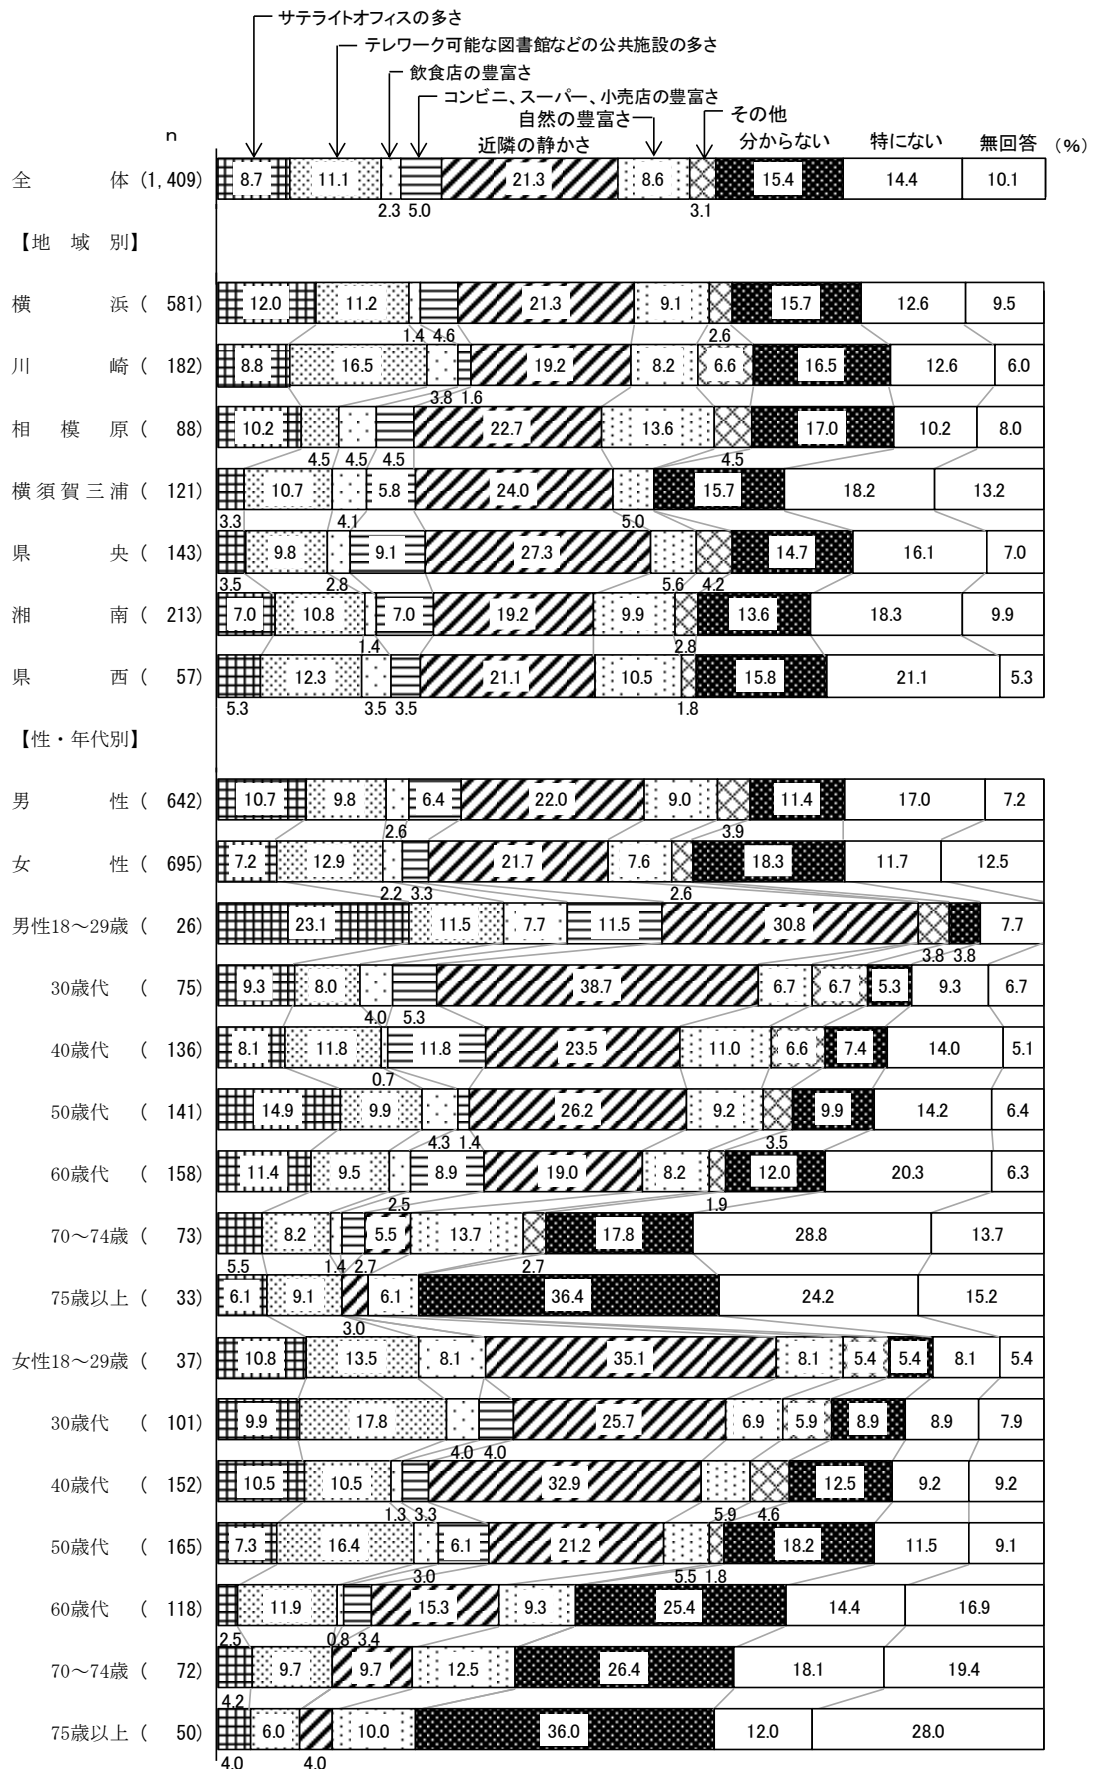 サテライトオフィスの多さ
テレワーク可能な図書館などの公共施設の多さ
飲食店の豊富さ
コンビニ、スーパー、小売店の豊富さ
自然の豊富さ その他
n 近隣の静かさ 分からない 特にない 無回答 (%)
全体 (1,409) 8.7 11.1 21.3 8.6 15.4 14.4 10.1
2.3 5.0 3.1
【地域別】
横浜 ( 581) 12.0 11.2 21.3 9.1 15.7 12.6 9.5
1.4 4.6 2.6
川崎 ( 182) 8.8 16.5 19.2 8.2 6.6 16.5 12.6 6.0
3.8 1.6
相模原 ( 88) 10.2 22.7 13.6 17.0 10.2 8.0
4.5 4.5 4.5 4.5
横須賀三浦 ( 121) 10.7 5.8 24.0 15.7 18.2 13.2
3.3 4.1 5.0
県央 ( 143) 9.8 9.1 27.3 14.7 16.1 7.0
3.5 2.8 5.6 4.2
湘南 ( 213) 7.0 10.8 7.0 19.2 9.9 13.6 18.3 9.9
1.4 2.8
県西 ( 57) 12.3 21.1 10.5 15.8 21.1 5.3
5.3 3.5 3.5 1.8
【性・年代別】
男性 ( 642) 10.7 9.8 6.4 22.0 9.0 11.4 17.0 7.2
2.6 3.9
女性 ( 695) 7.2 12.9 21.7 7.6 18.3 11.7 12.5
2.2 3.3 2.6
男性18～29歳 ( 26) 23.1 11.5 7.7 11.5 30.8 7.7
3.8 3.8
30歳代 ( 75) 9.3 8.0 38.7 6.7 6.7 5.3 9.3 6.7
4.0 5.3
40歳代 ( 136) 8.1 11.8 11.8 23.5 11.0 6.6 7.4 14.0 5.1
0.7
50歳代 ( 141) 14.9 9.9 26.2 9.2 9.9 14.2 6.4
4.3 1.4 3.5
60歳代 ( 158) 11.4 9.5 8.9 19.0 8.2 12.0 20.3 6.3
2.5 1.9
70～74歳 ( 73) 8.2 5.5 13.7 17.8 28.8 13.7
5.5 1.4 2.7 2.7
75歳以上 ( 33) 6.1 9.1 6.1 36.4 24.2 15.2
3.0
女性18～29歳 ( 37) 10.8 13.5 8.1 35.1 8.1 5.4 5.4 8.1 5.4
30歳代 ( 101) 9.9 17.8 25.7 6.9 5.9 8.9 8.9 7.9
4.0 4.0
40歳代 ( 152) 10.5 10.5 32.9 12.5 9.2 9.2
1.3 3.3 5.9 4.6
50歳代 ( 165) 7.3 16.4 6.1 21.2 18.2 11.5 9.1
3.0 5.5 1.8
60歳代 ( 118) 11.9 15.3 9.3 25.4 14.4 16.9
2.5 0.8 3.4
70～74歳 ( 72) 9.7 9.7 12.5 26.4 18.1 19.4
4.2
75歳以上 ( 50) 6.0 10.0 36.0 12.0 28.0
4.0 4.0